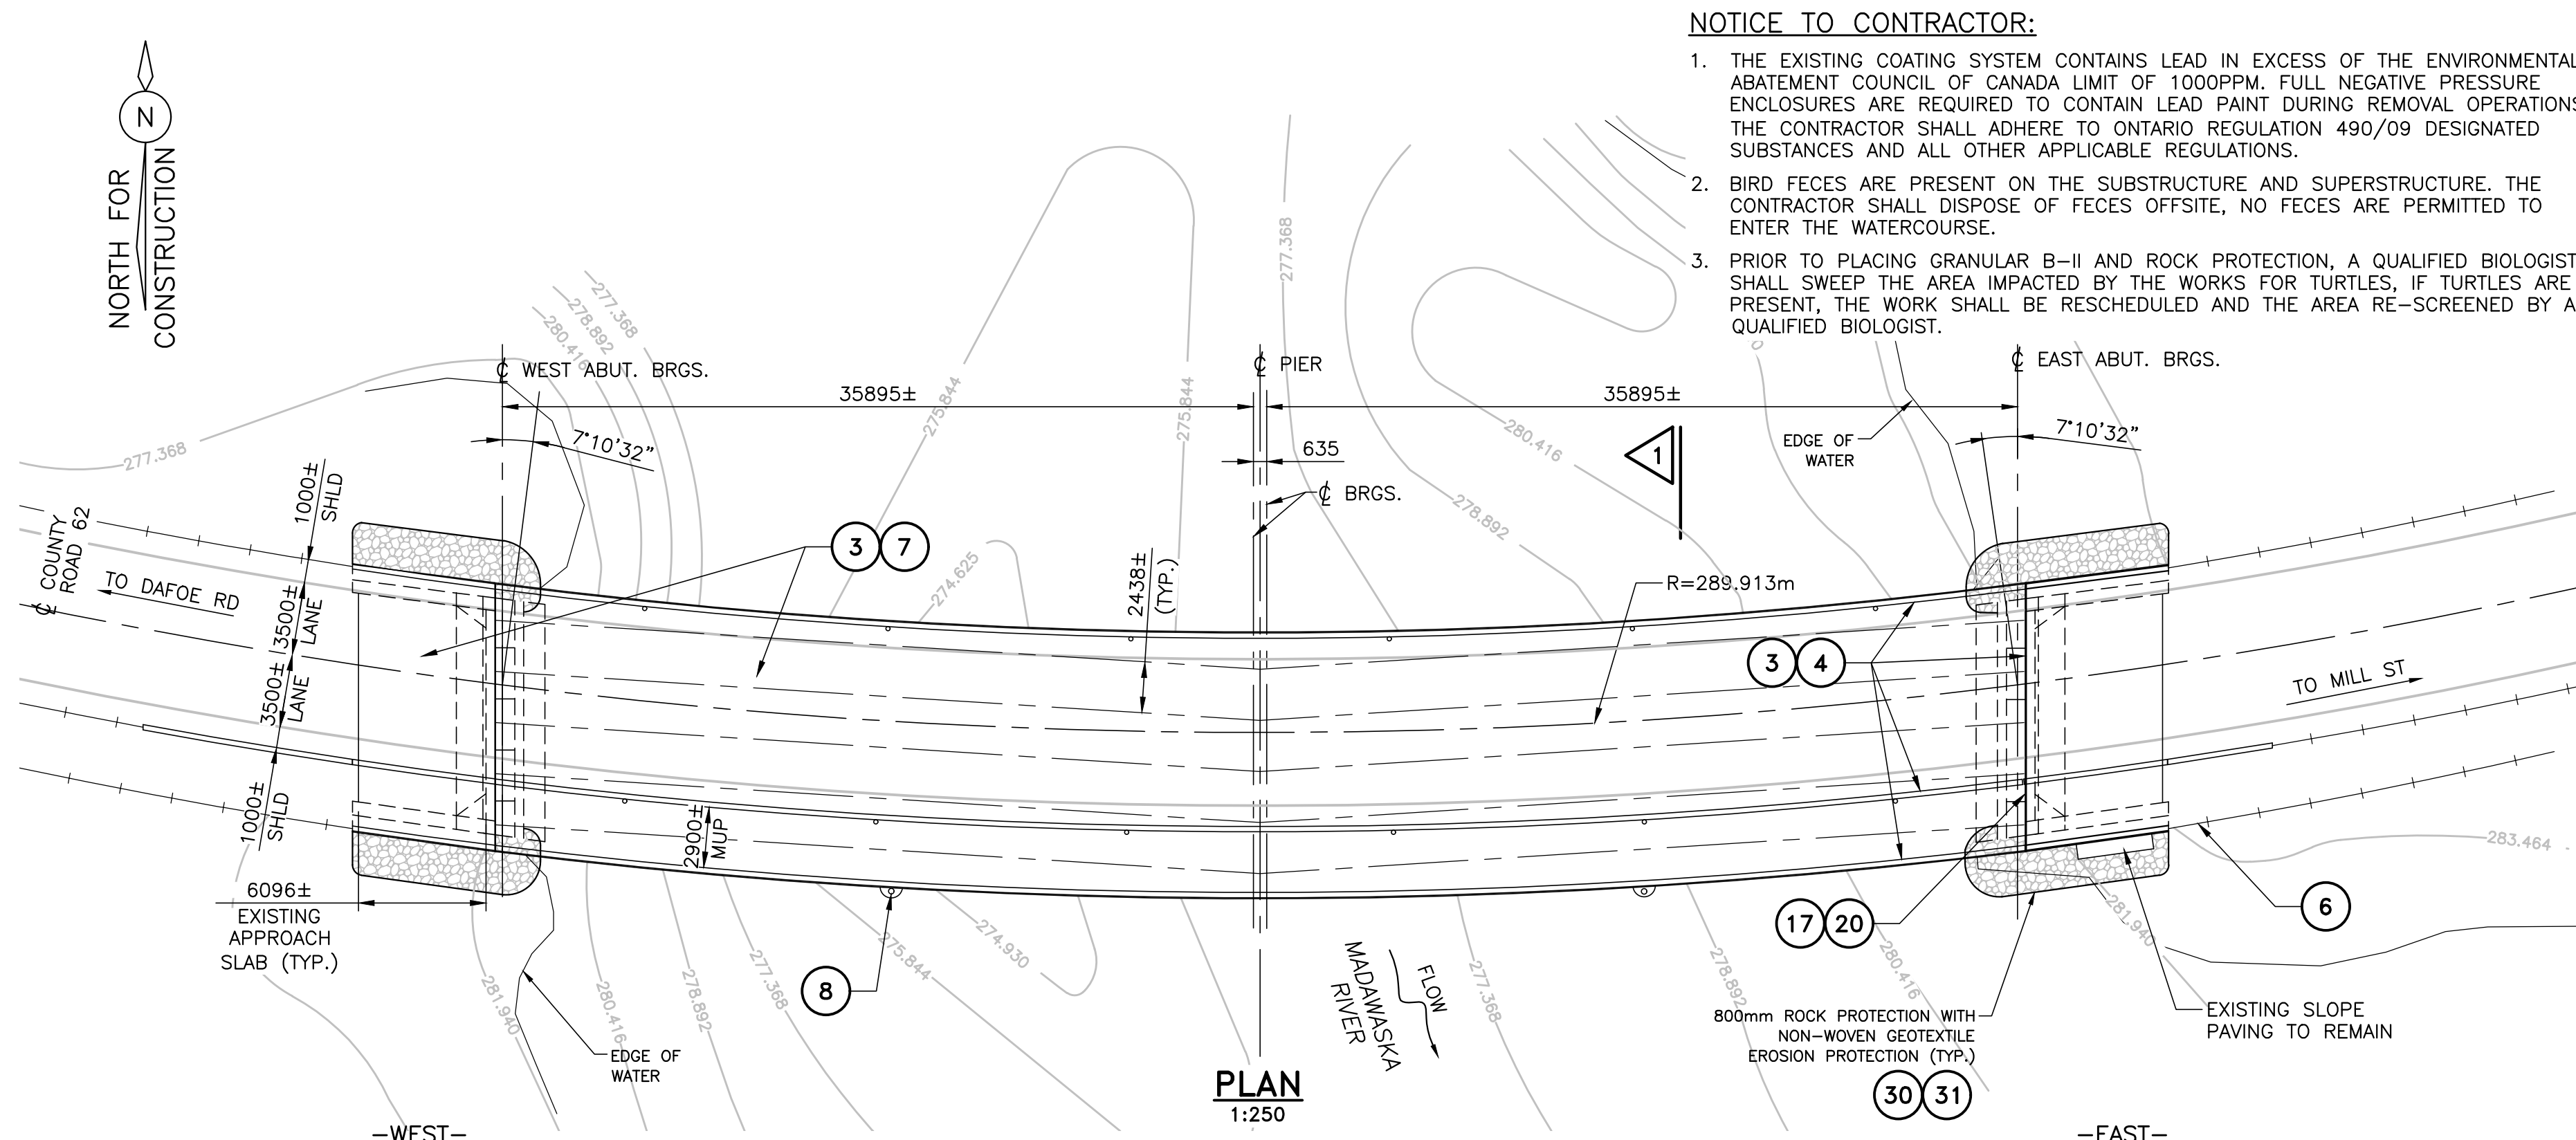 NOTICE TO CONTRACTOR:
1. THE EXISTING COATING SYSTEM CONTAINS LEAD IN EXCESS OF THE ENVIRONMENTAL
ABATEMENT COUNCIL OF CANADA LIMIT OF 1000PPM. FULL NEGATIVE PRESSURE
ENCLOSURES ARE REQUIRED TO CONTAIN LEAD PAINT DURING REMOVAL OPERATIONS
THE CONTRACTOR SHALL ADHERE TO ONTARIO REGULATION 490/09 DESIGNATED
SUBSTANCES AND ALL OTHER APPLICABLE REGULATIONS.
2. BIRD FECES ARE PRESENT ON THE SUBSTRUCTURE AND SUPERSTRUCTURE. THE
CONTRACTOR SHALL DISPOSE OF FECES OFFSITE, NO FECES ARE PERMITTED TO
ENTER THE WATERCOURSE.
3. PRIOR TO PLACING GRANULAR B-II AND ROCK PROTECTION, A QUALIFIED BIOLOGIST
SHALL SWEEP THE AREA IMPACTED BY THE WORKS FOR TURTLES, IF TURTLES ARE
PRESENT, THE WORK SHALL BE RESCHEDULED AND THE AREA RE-SCREENED BY A
QUALIFIED BIOLOGIST.
N
NORTH FOR
CONSTRUCTION
277.368
278.892
280.416
277.368
℄ WEST ABUT. BRGS.
℄ PIER
℄ EAST ABUT. BRGS.
35895±
35895±
275.844
275.844
7°10'32"
7°10'32"
635
℄ BRGS.
1
280.416
278.892
EDGE OF
WATER
277.368
1000±
SHLD
℄ COUNTY
ROAD 62
TO DAFOE RD
3500±
LANE
3500±
LANE
1000±
SHLD
3 7
274.625
2438±
(TYP.)
R=289.913m
3 4
TO MILL ST
2900±
MUP
6096±
EXISTING
APPROACH
SLAB (TYP.)
8
17 20
6
283.464
281.940
281.940
280.416
278.892
277.368
275.844
274.930
277.368
278.892
280.416
MADAWASKA
RIVER
FLOW
EDGE OF
WATER
800mm ROCK PROTECTION WITH
NON-WOVEN GEOTEXTILE
EROSION PROTECTION (TYP.)
30 31
EXISTING SLOPE
PAVING TO REMAIN
PLAN
1:250
-WEST-
-EAST-